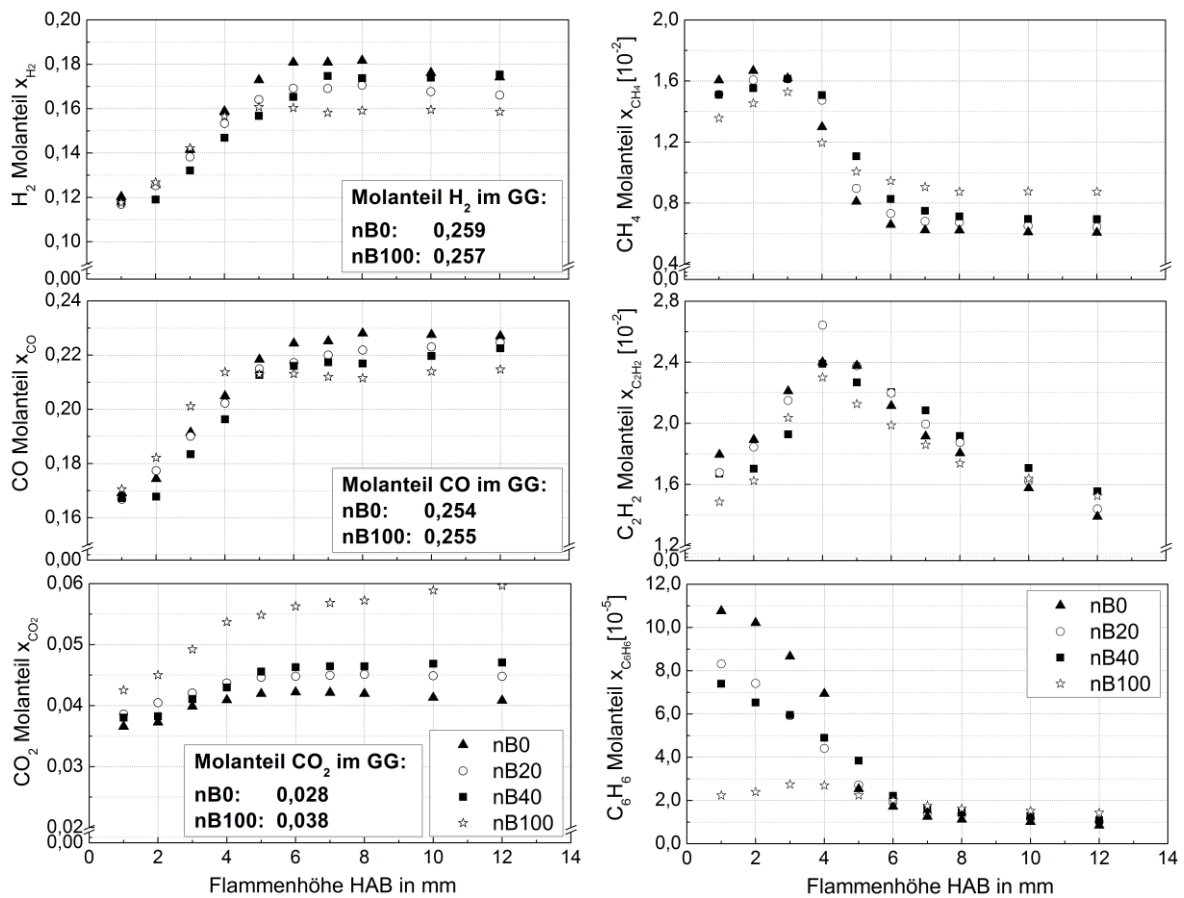 0,20
0,18
0,16
0,14
0,12
0,10
0,00
H₂ Molanteil x_H₂
Molanteil H₂ im GG:
nB0: 0,259
nB100: 0,257
0,24
0,22
0,20
0,18
0,16
0,00
CO Molanteil x_CO
Molanteil CO im GG:
nB0: 0,254
nB100: 0,255
0,06
0,05
0,04
0,03
0,02
0,00
CO₂ Molanteil x_CO₂
Molanteil CO₂ im GG:
nB0: 0,028
nB100: 0,038
nB0
nB20
nB40
nB100
0 2 4 6 8 10 12 14
Flammenhöhe HAB in mm
2,0
1,6
1,2
0,8
0,4
0,0
CH₄ Molanteil x_CH₄ [10⁻²]
2,8
2,4
2,0
1,6
1,2
0,0
C₂H₂ Molanteil x_C₂H₂ [10⁻²]
12,0
10,0
8,0
6,0
4,0
2,0
0,0
C₆H₆ Molanteil x_C₆H₆[10⁻⁵]
nB0
nB20
nB40
nB100
0 2 4 6 8 10 12 14
Flammenhöhe HAB in mm